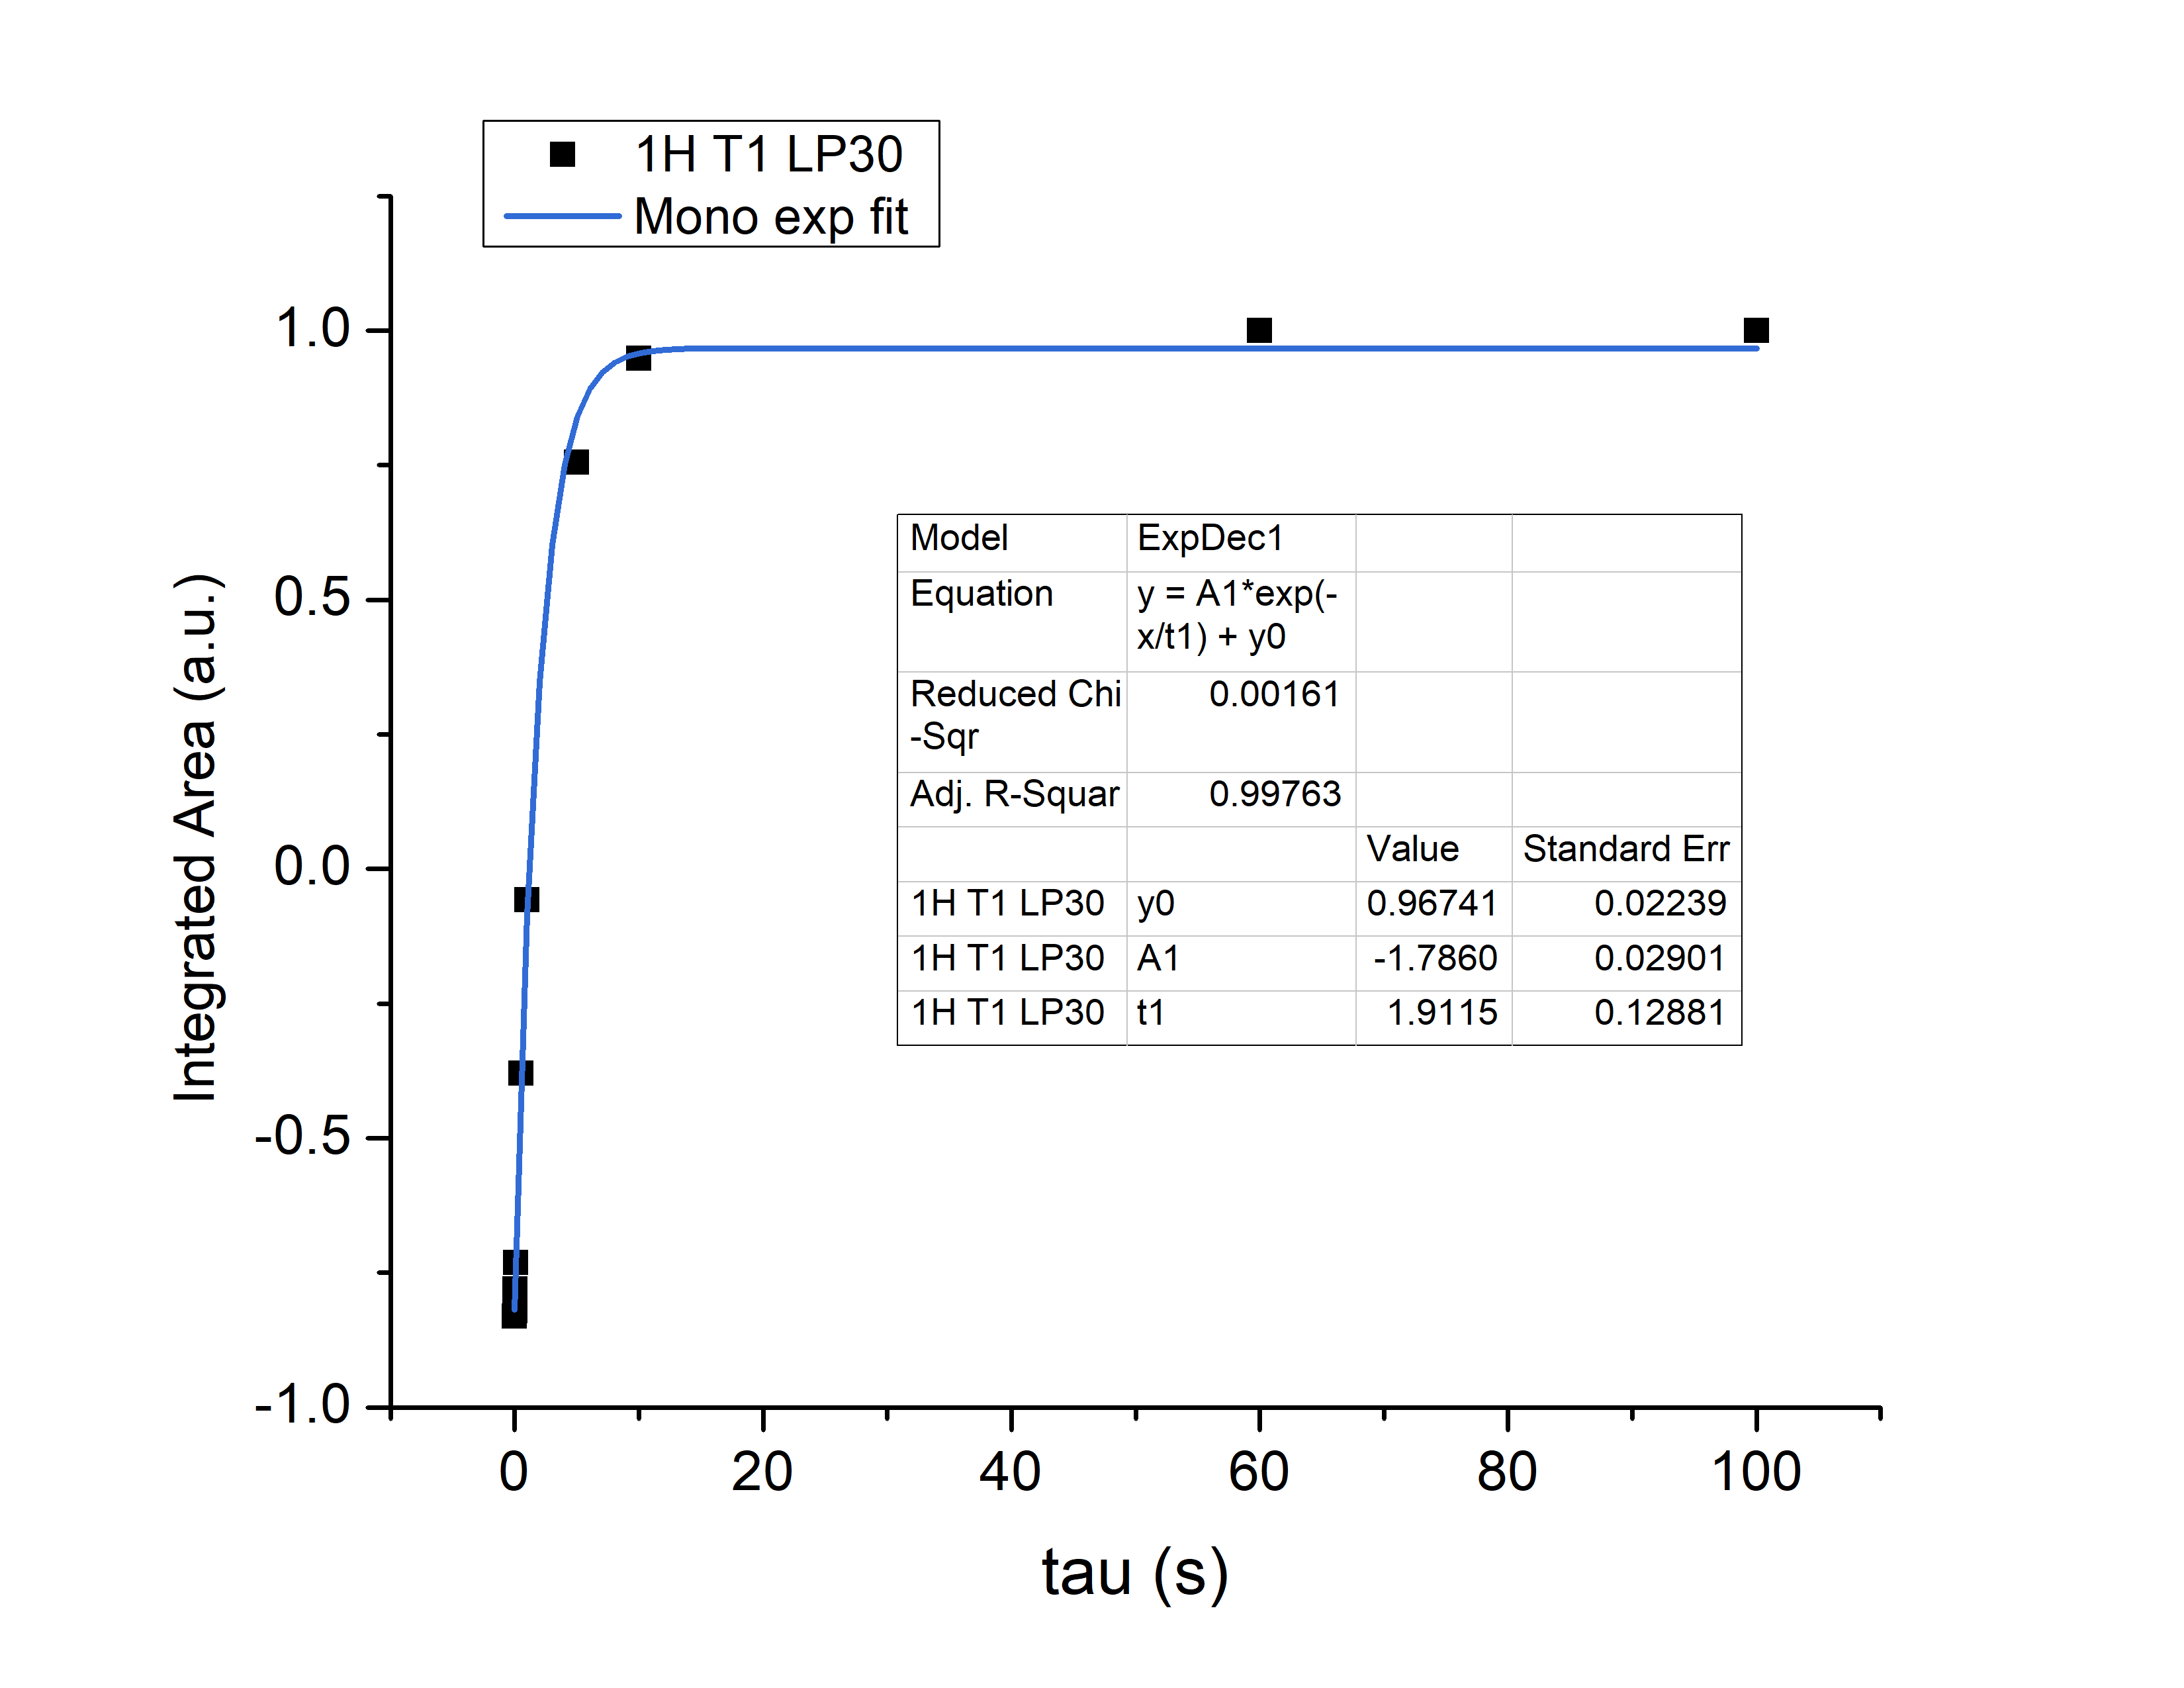 1H T1 LP30
Mono exp fit
1.0
0.5
0.0
-0.5
-1.0
Integrated Area (a.u.)
Model ExpDec1
Equation y = A1*exp(-
x/t1) + y0
Reduced Chi 0.00161
-Sqr
Adj. R-Squar 0.99763
Value Standard Err
1H T1 LP30 y0 0.96741 0.02239
1H T1 LP30 A1 -1.7860 0.02901
1H T1 LP30 t1 1.9115 0.12881
0 20 40 60 80 100
tau (s)